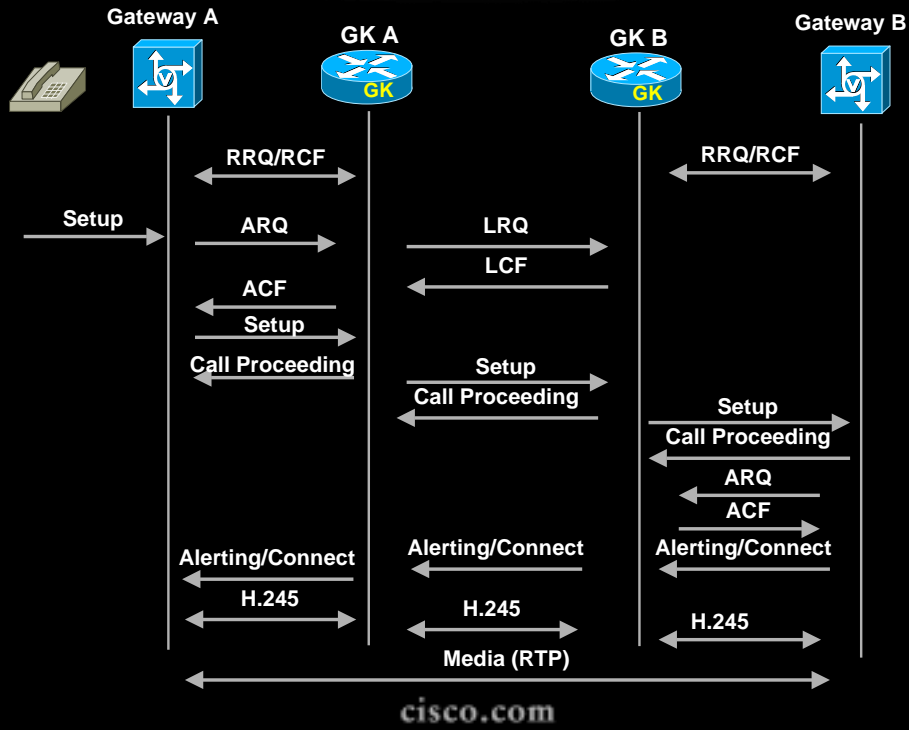 Gateway A
GK A
GK B
Gateway B
V
GK
GK
V
RRQ/RCF
RRQ/RCF
Setup
ARQ
LRQ
LCF
ACF
Setup
Call Proceeding
Setup
Call Proceeding
Setup
Call Proceeding
ARQ
ACF
Alerting/Connect
Alerting/Connect
Alerting/Connect
H.245
H.245
H.245
Media (RTP)
cisco.com